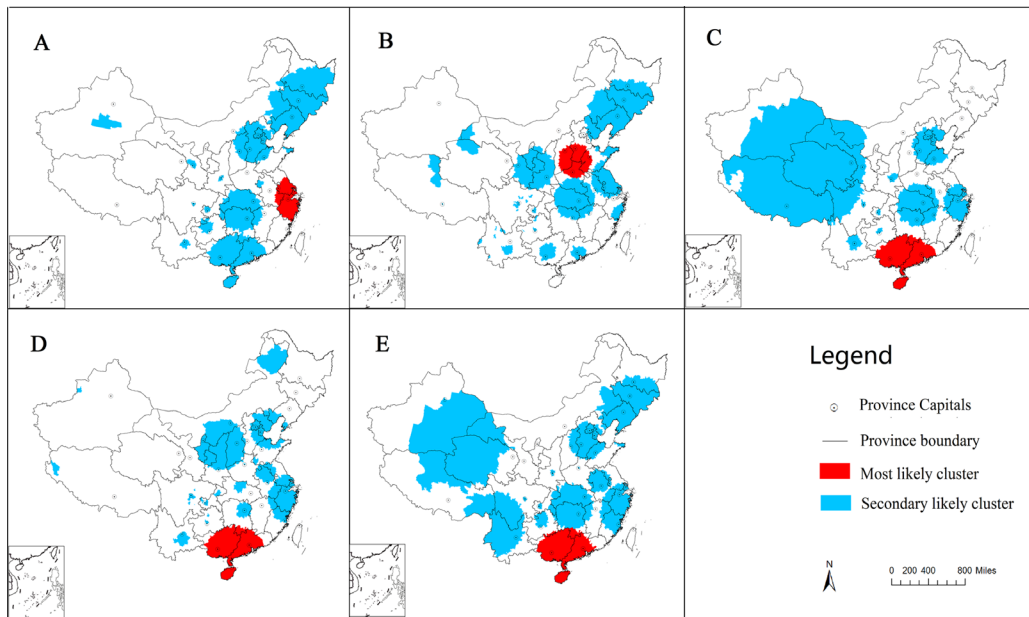 A
B
C
D
E
Legend
Province Capitals
Province boundary
Most likely cluster
Secondary likely cluster
N
0 200 400 800 Miles